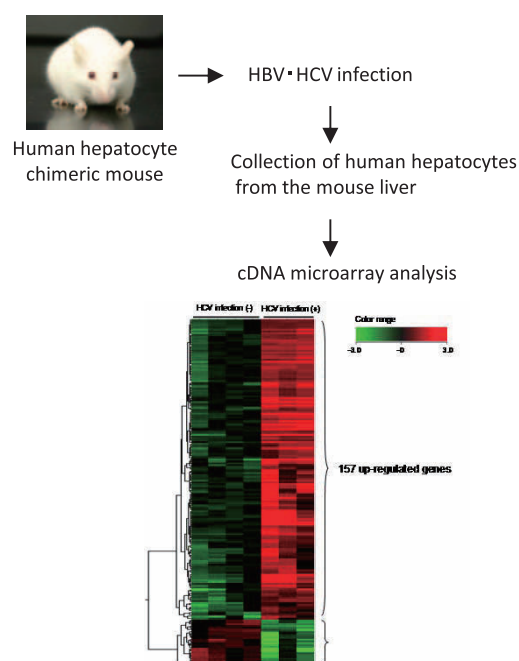 HBV・HCV infection
Human hepatocyte
chimeric mouse
Collection of human hepatocytes
from the mouse liver
cDNA microarray analysis
HCV infection (-) HCV infection (+)
Color range
-3.0 -0 3.0
157 up-regulated genes